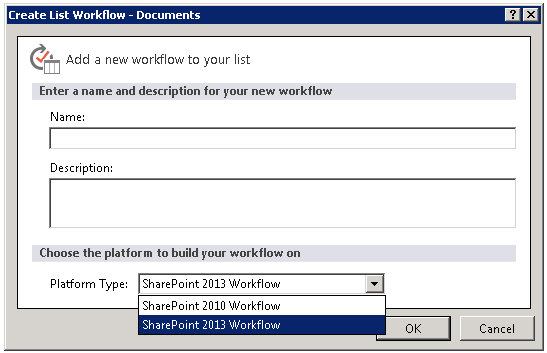 Create List Workflow - Documents
Add a new workflow to your list
Enter a name and description for your new workflow
Name:
Description:
Choose the platform to build your workflow on
Platform Type: SharePoint 2013 Workflow
SharePoint 2010 Workflow
SharePoint 2013 Workflow
OK Cancel